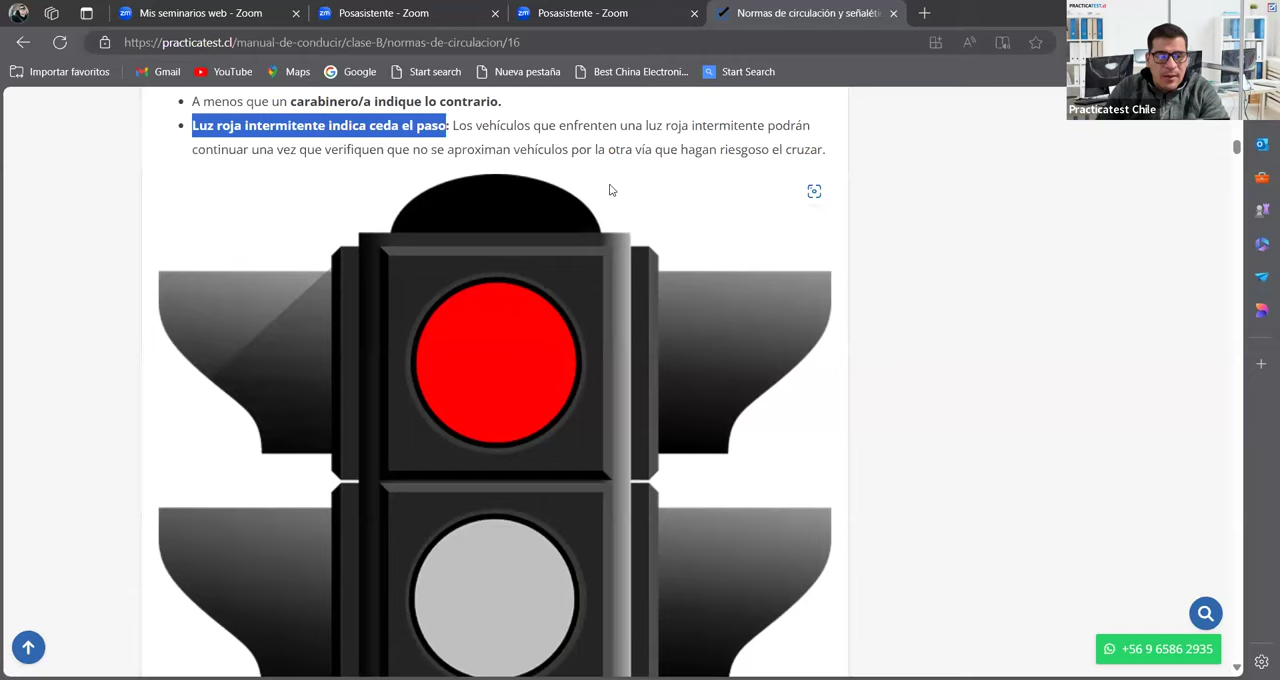 Mis seminarios web - Zoom
Posasistente - Zoom
Posasistente - Zoom
Normas de circulación y señaléti
https://practicatest.cl/manual-de-conducir/clase-B/normas-de-circulacion/16
Importar favoritos
Gmail
YouTube
Maps
Google
Start search
Nueva pestaña
Best China Electroni...
Start Search
PRACTICATEST.cl
Practicatest Chile
A menos que un carabinero/a indique lo contrario.
Luz roja intermitente indica ceda el paso: Los vehículos que enfrenten una luz roja intermitente podrán
continuar una vez que verifiquen que no se aproximan vehículos por la otra vía que hagan riesgoso el cruzar.
+56 9 6586 2935